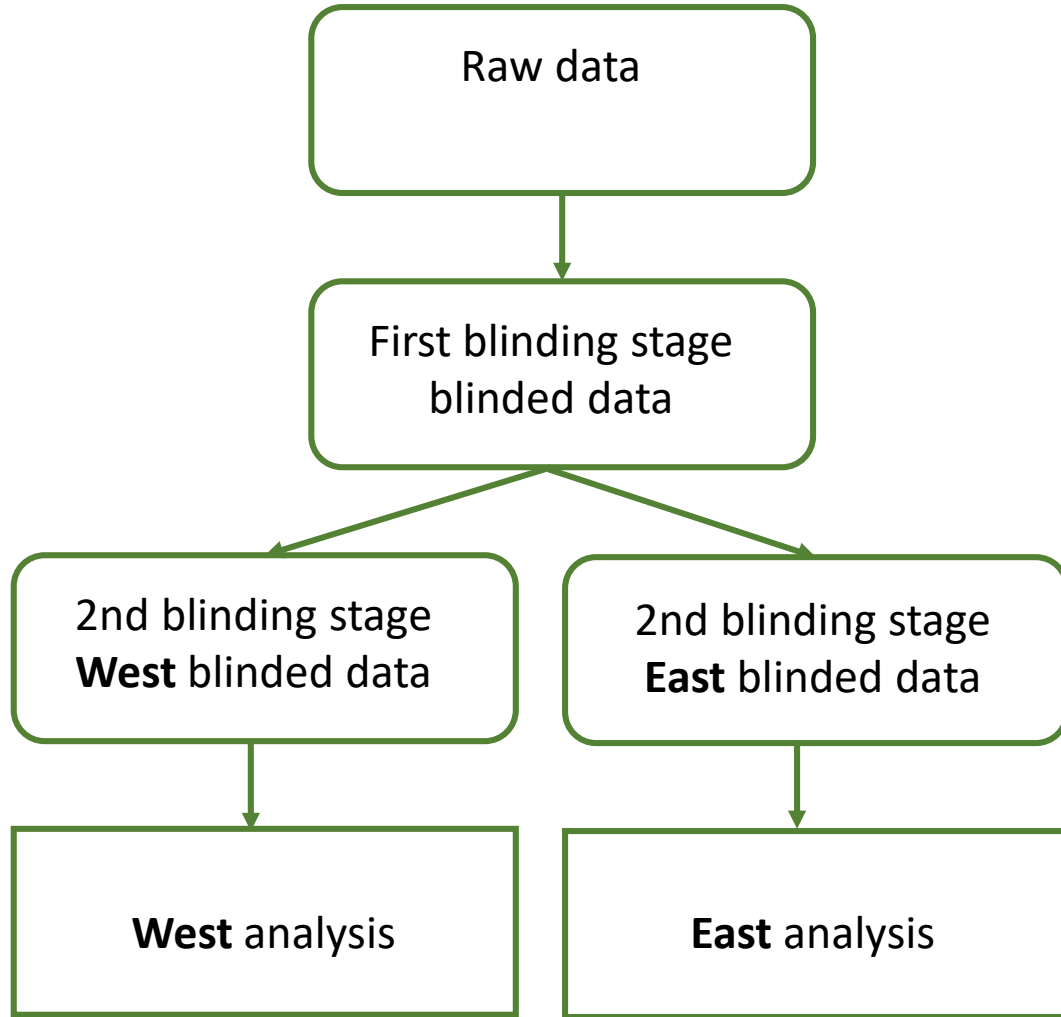 Raw data
First blinding stage
blinded data
2nd blinding stage
West blinded data
2nd blinding stage
East blinded data
West analysis
East analysis